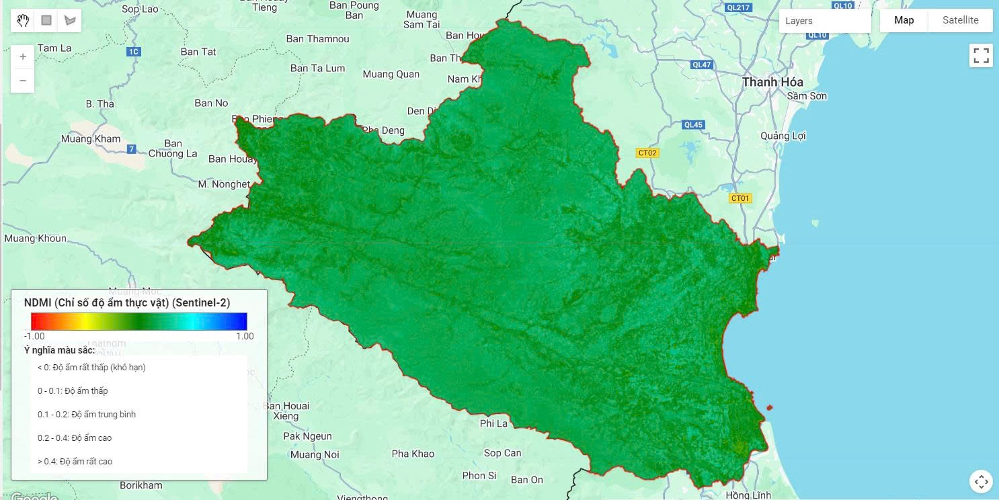 Sop Lao
Tieng
Ban Poung
Ban
Muang
Sam Tai
QL217
QL10
Layers
Map
Satellite
Tam La
1C
Ban Tat
Ban Thamnou
Ban Hou
QL10
+
−
Ban Ta Lum
Muang Quan
Ban Th
Nam Kh
QL47
Thanh Hóa
Sầm Sơn
B. Tha
Ban No
Den Di
Ban Phien
Pha Deng
QL45
Quảng Lợi
Muang Kham
7
Ban
Chuong La
Ban Houay
CT02
M. Nonghet
CT01
Muang Khoun
Muang Moc
NDMI (Chỉ số độ ẩm thực vật) (Sentinel-2)
-1.00
1.00
Thathom
Ý nghĩa màu sắc:
< 0: Độ ẩm rất thấp (khô hạn)
0 - 0.1: Độ ẩm thấp
0.1 - 0.2: Độ ẩm trung bình
0.2 - 0.4: Độ ẩm cao
> 0.4: Độ ẩm rất cao
Ban Houai
Xieng
Phi La
Pak Ngeun
Muang Noi
Pha Khao
Sop Can
Phon Si
Ban On
Borikham
Viengthong
Hồng Lĩnh
Google